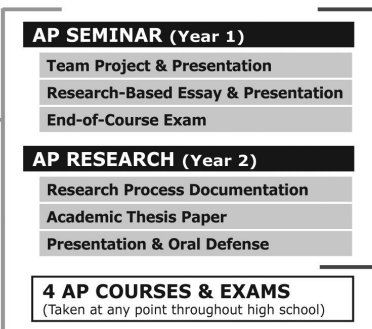 AP SEMINAR (Year 1)
Team Project & Presentation
Research-Based Essay & Presentation
End-of-Course Exam
AP RESEARCH (Year 2)
Research Process Documentation
Academic Thesis Paper
Presentation & Oral Defense
4 AP COURSES & EXAMS
(Taken at any point throughout high school)